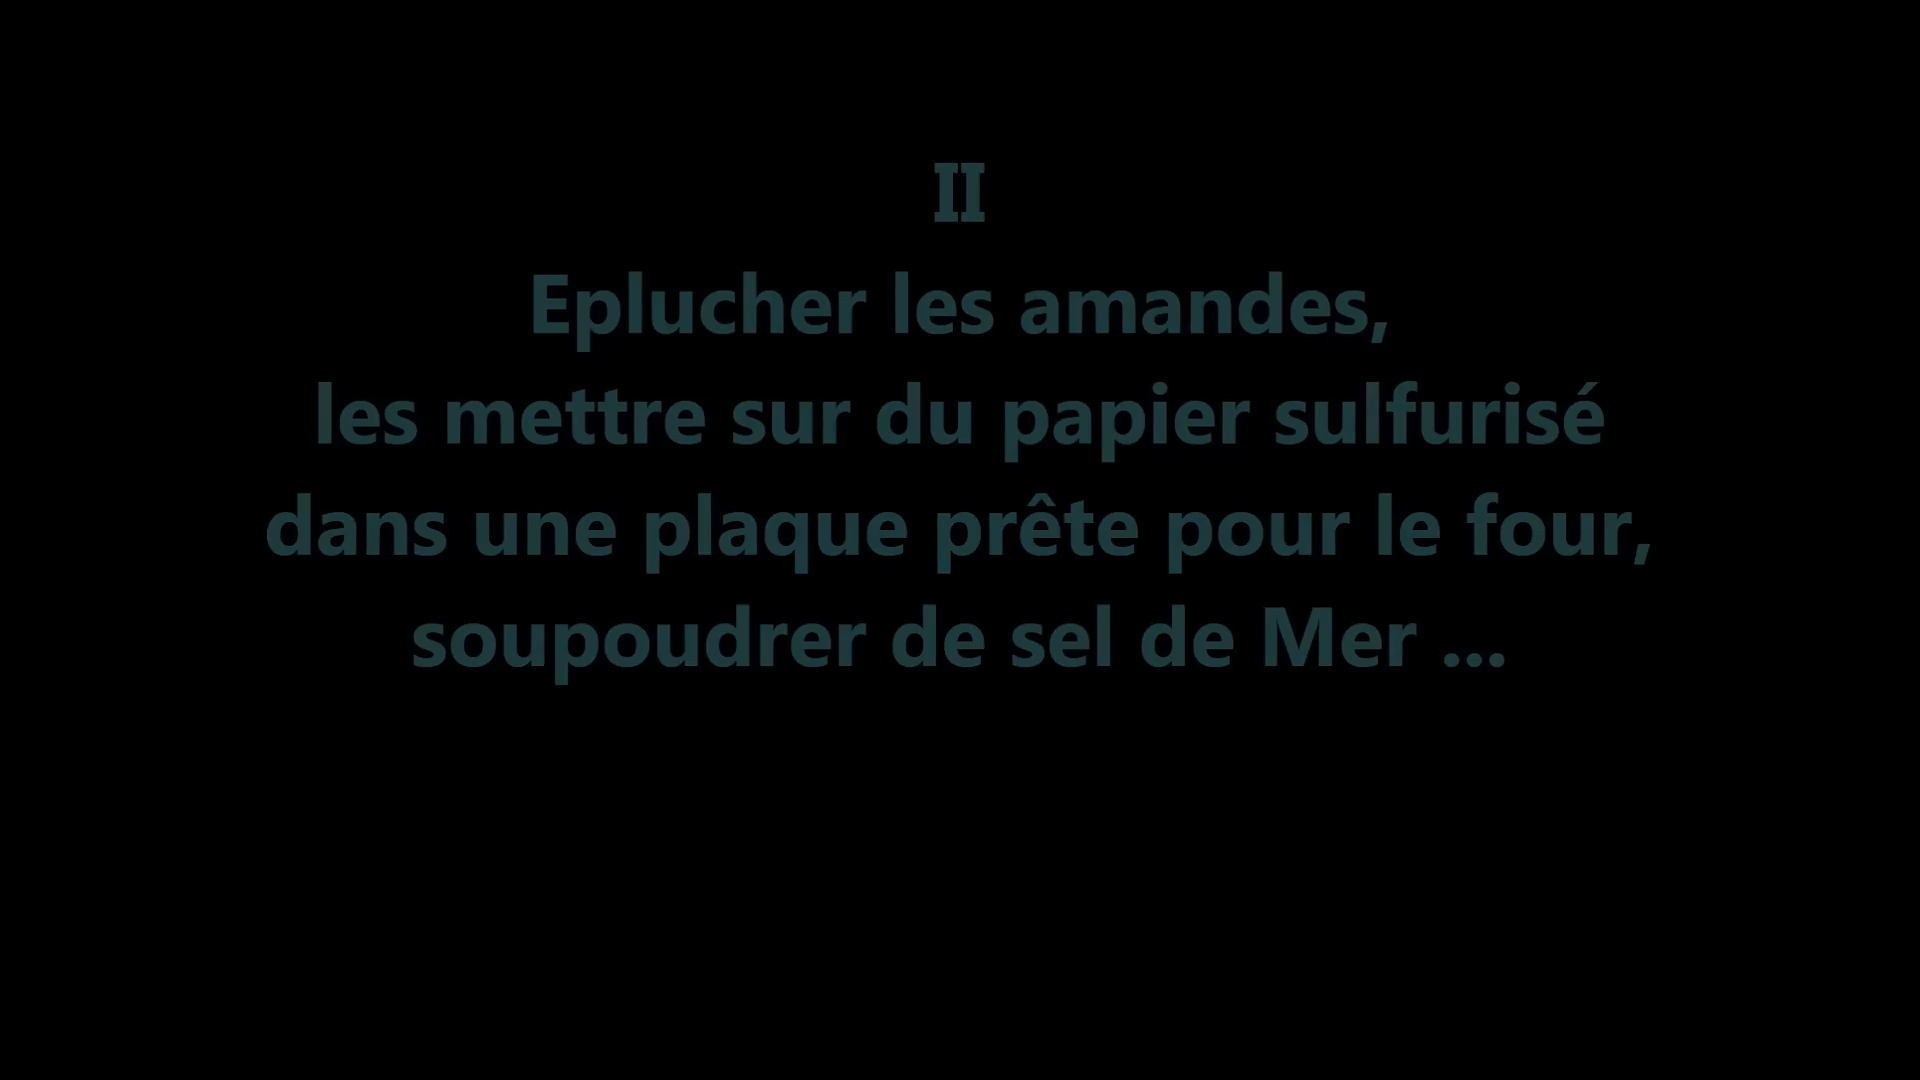 II
Eplucher les amandes,
les mettre sur du papier sulfurisé
dans une plaque prête pour le four,
soupoudrer de sel de Mer ...